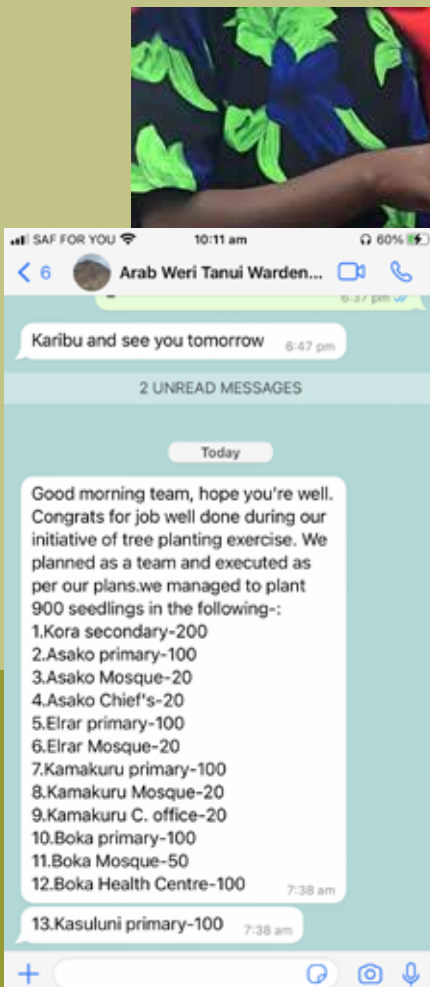 SAF FOR YOU 10:11 am 60%
6 Arab Weri Tanui Warden...
6:37 pm
Karibu and see you tomorrow 6:47 pm
2 UNREAD MESSAGES
Today
Good morning team, hope you're well.
Congrats for job well done during our
initiative of tree planting exercise. We
planned as a team and executed as
per our plans.we managed to plant
900 seedlings in the following-:
1.Kora secondary-200
2.Asako primary-100
3.Asako Mosque-20
4.Asako Chief's-20
5.Elrar primary-100
6.Elrar Mosque-20
7.Kamakuru primary-100
8.Kamakuru Mosque-20
9.Kamakuru C. office-20
10.Boka primary-100
11.Boka Mosque-50
12.Boka Health Centre-100 7:38 am
13.Kasuluni primary-100 7:38 am